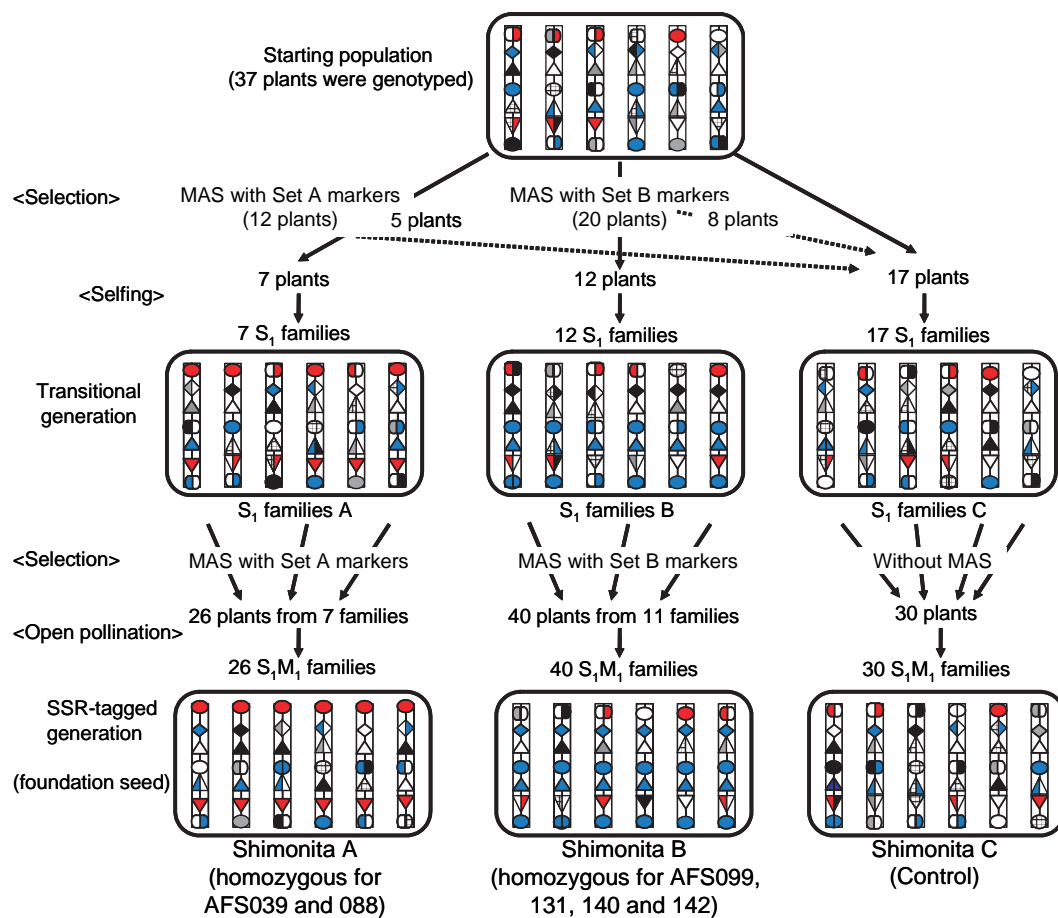 Starting population
(37 plants were genotyped)
<Selection>
MAS with Set A markers
(12 plants)
5 plants
MAS with Set B markers
(20 plants)
8 plants
7 plants
12 plants
17 plants
<Selfing>
7 S₁ families
12 S₁ families
17 S₁ families
Transitional
generation
S₁ families A
S₁ families B
S₁ families C
<Selection>
MAS with Set A markers
MAS with Set B markers
Without MAS
26 plants from 7 families
40 plants from 11 families
30 plants
<Open pollination>
26 S₁M₁ families
40 S₁M₁ families
30 S₁M₁ families
SSR-tagged
generation
(foundation seed)
Shimonita A
(homozygous for
AFS039 and 088)
Shimonita B
(homozygous for AFS099,
131, 140 and 142)
Shimonita C
(Control)